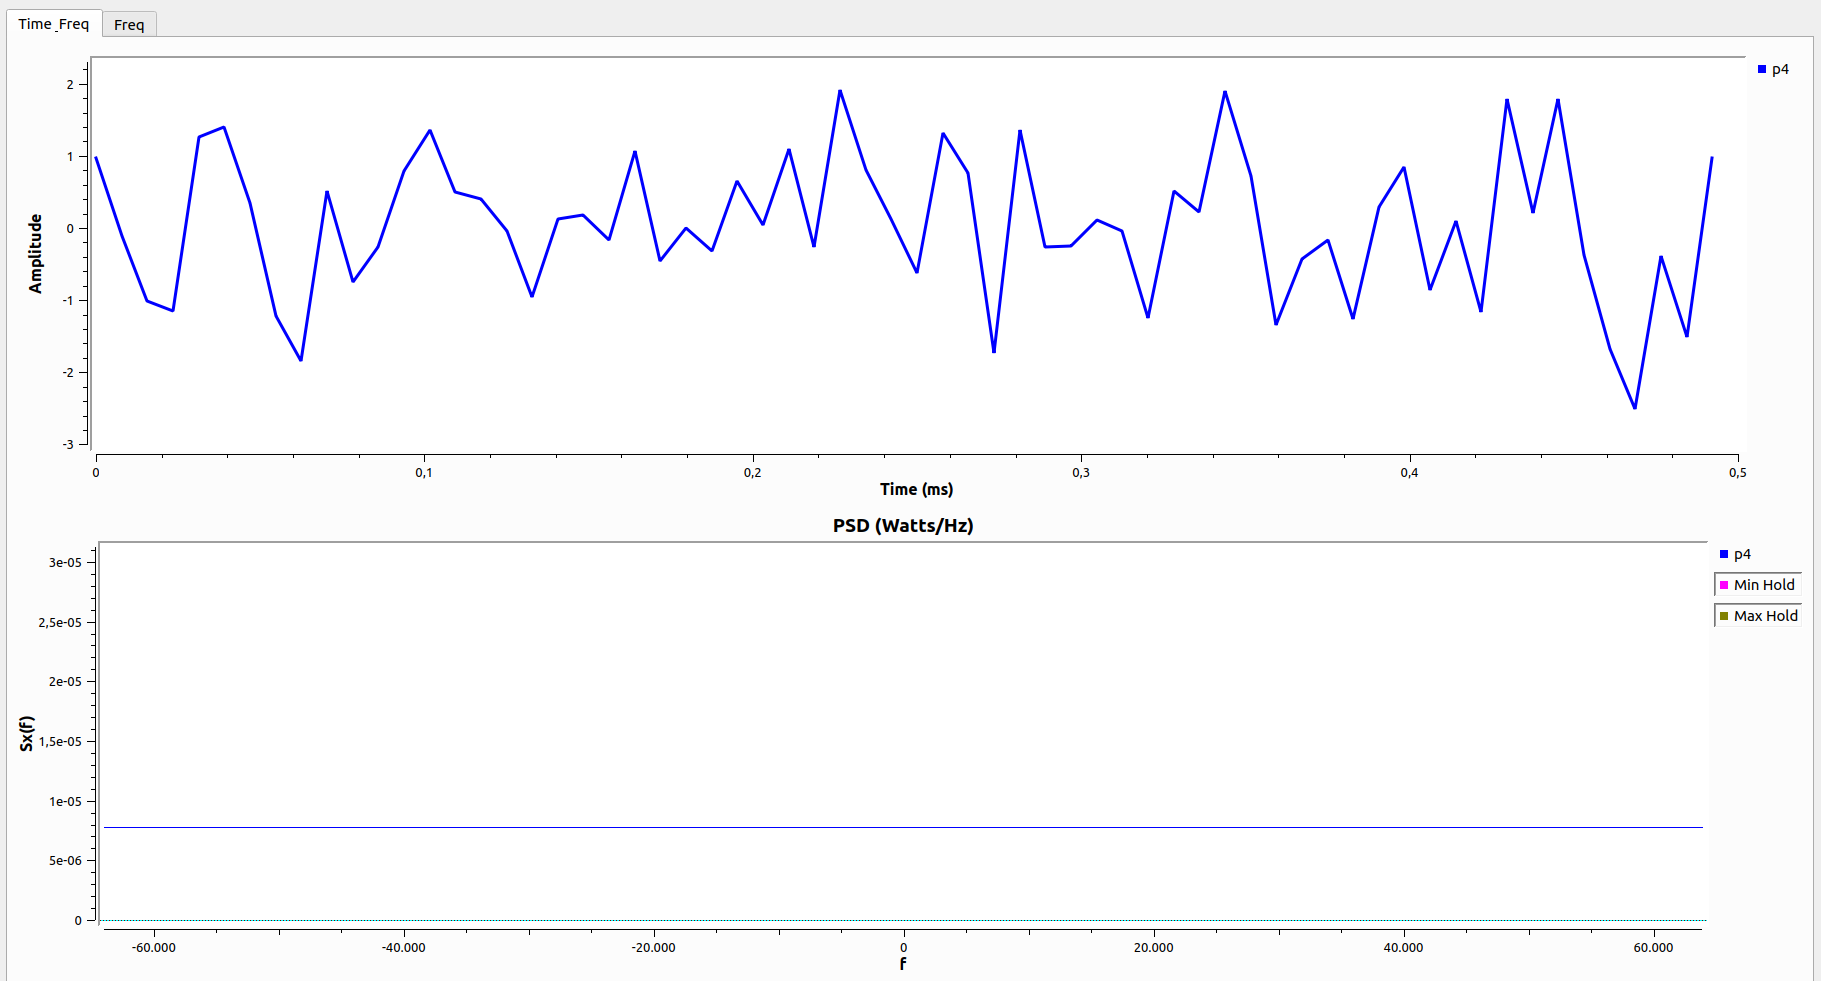 Time_Freq
Freq
p4
2
1
0
-1
-2
-3
Amplitude
0
0,1
0,2
0,3
0,4
0,5
Time (ms)
PSD (Watts/Hz)
p4
Min Hold
Max Hold
3e-05
2,5e-05
2e-05
1,5e-05
1e-05
5e-06
0
Sx(f)
-60.000
-40.000
-20.000
0
20.000
40.000
60.000
f